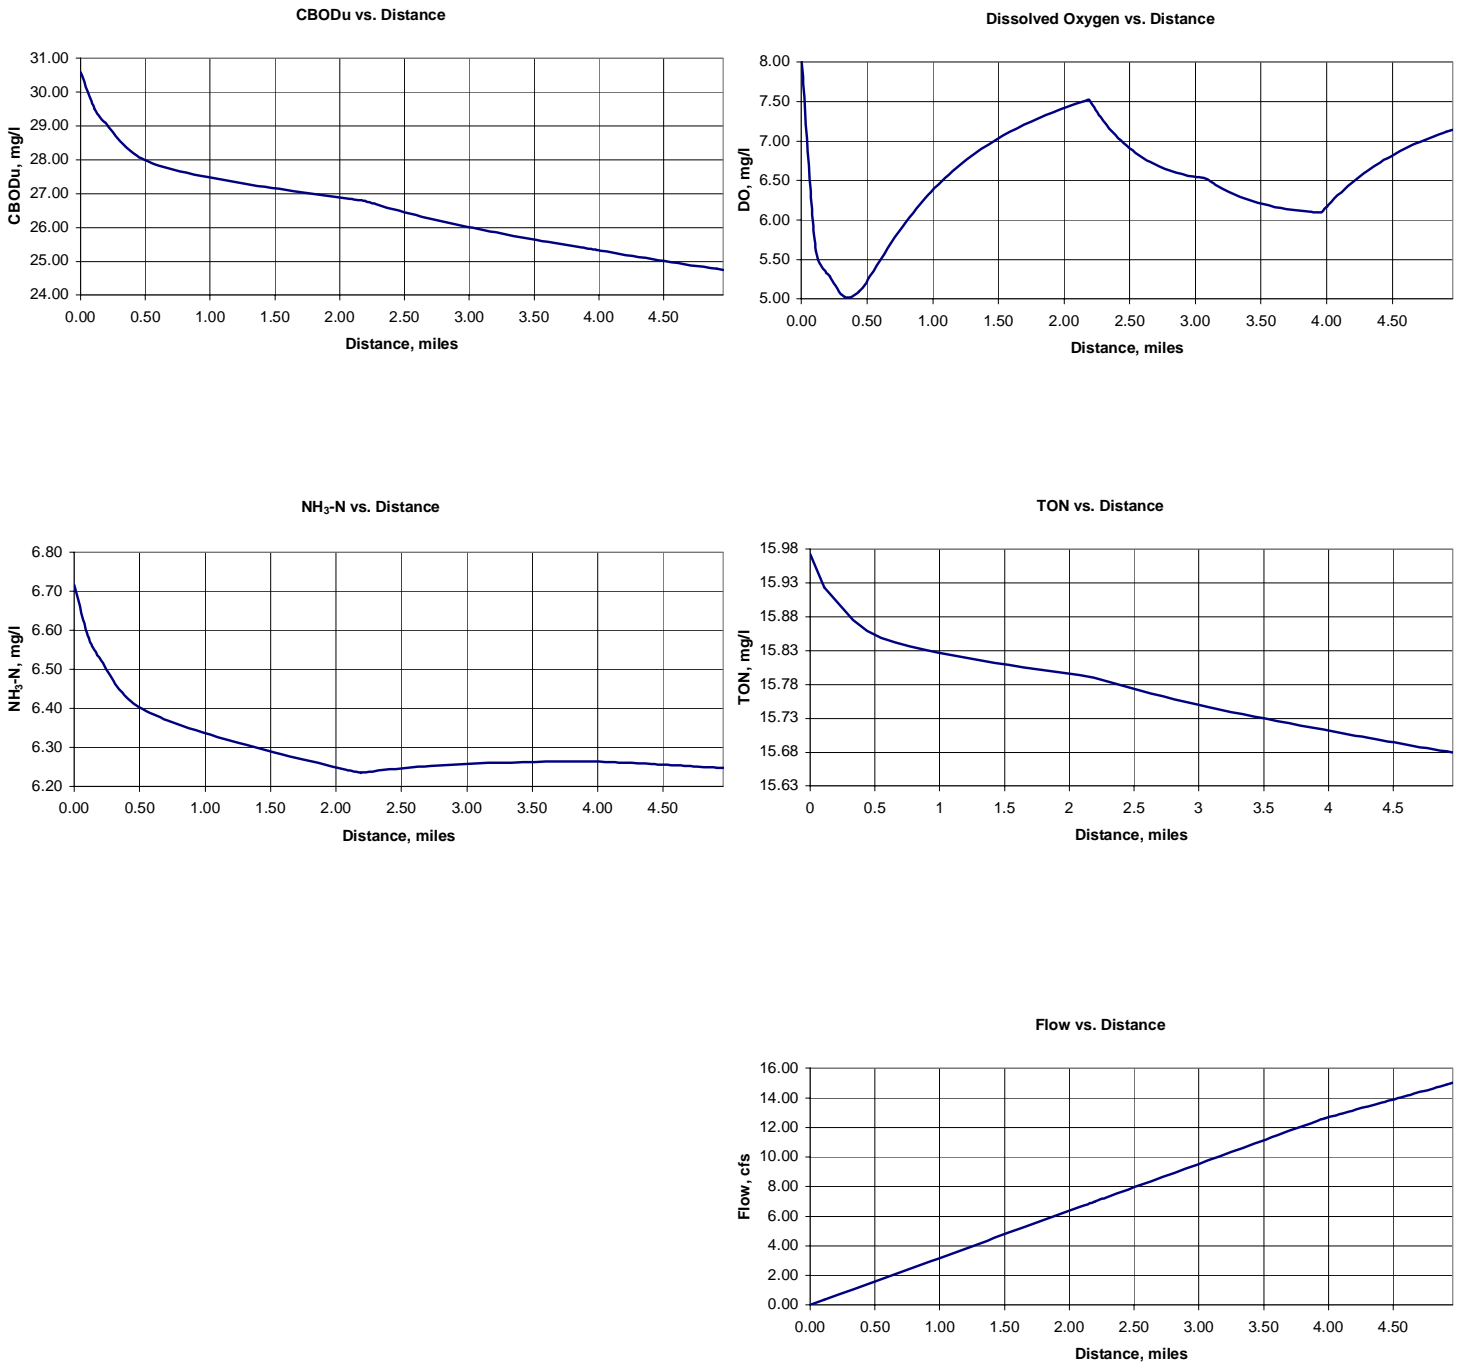 CBODu vs. Distance
31.00
30.00
29.00
28.00
27.00
26.00
25.00
24.00
CBODu, mg/l
0.00 0.50 1.00 1.50 2.00 2.50 3.00 3.50 4.00 4.50
Distance, miles
Dissolved Oxygen vs. Distance
8.00
7.50
7.00
6.50
6.00
5.50
5.00
DO, mg/l
0.00 0.50 1.00 1.50 2.00 2.50 3.00 3.50 4.00 4.50
Distance, miles
NH₃-N vs. Distance
6.80
6.70
6.60
6.50
6.40
6.30
6.20
NH₃-N, mg/l
0.00 0.50 1.00 1.50 2.00 2.50 3.00 3.50 4.00 4.50
Distance, miles
TON vs. Distance
15.98
15.93
15.88
15.83
15.78
15.73
15.68
15.63
TON, mg/l
0 0.5 1 1.5 2 2.5 3 3.5 4 4.5
Distance, miles
Flow vs. Distance
16.00
14.00
12.00
10.00
8.00
6.00
4.00
2.00
0.00
Flow, cfs
0.00 0.50 1.00 1.50 2.00 2.50 3.00 3.50 4.00 4.50
Distance, miles